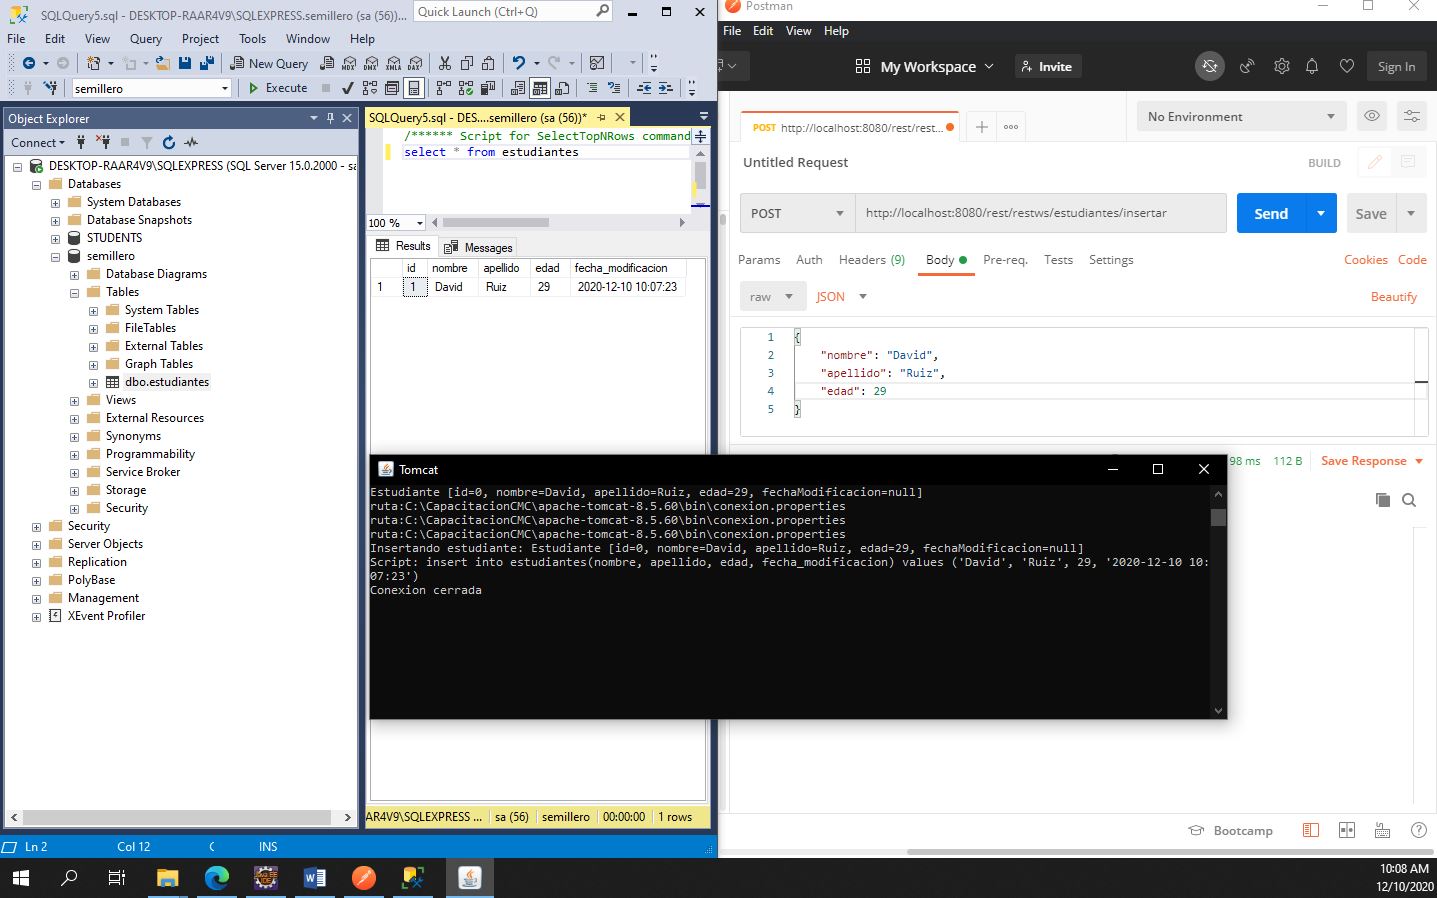 SQLQuery5.sql - DESKTOP-RAAR4V9\SQLEXPRESS.semillero (sa (56))...
Quick Launch (Ctrl+Q)
File Edit View Query Project Tools Window Help
New Query
MDX DMX XMLA DAX
semillero
Execute
Object Explorer
Connect
DESKTOP-RAAR4V9\SQLEXPRESS (SQL Server 15.0.2000 - sa
Databases
System Databases
Database Snapshots
STUDENTS
semillero
Database Diagrams
Tables
System Tables
FileTables
External Tables
Graph Tables
dbo.estudiantes
Views
External Resources
Synonyms
Programmability
Service Broker
Storage
Security
Security
Server Objects
Replication
PolyBase
Management
XEvent Profiler
SQLQuery5.sql - DES....semillero (sa (56))*
/****** Script for SelectTopNRows command
select * from estudiantes
100 %
Results Messages
id nombre apellido edad fecha_modificacion
1 1 David Ruiz 29 2020-12-10 10:07:23
AR4V9\SQLEXPRESS ... sa (56) semillero 00:00:00 1 rows
Ln 2 Col 12 INS
Postman
File Edit View Help
My Workspace
Invite
Sign In
POST http://localhost:8080/rest/rest...
No Environment
Untitled Request
BUILD
POST
http://localhost:8080/rest/restws/estudiantes/insertar
Send
Save
Params Auth Headers (9) Body Pre-req. Tests Settings
Cookies Code
raw JSON
Beautify
1 {
2 "nombre": "David",
3 "apellido": "Ruiz",
4 "edad": 29
5 }
98 ms 112 B Save Response
Tomcat
Estudiante [id=0, nombre=David, apellido=Ruiz, edad=29, fechaModificacion=null]
ruta:C:\CapacitacionCMC\apache-tomcat-8.5.60\bin\conexion.properties
ruta:C:\CapacitacionCMC\apache-tomcat-8.5.60\bin\conexion.properties
ruta:C:\CapacitacionCMC\apache-tomcat-8.5.60\bin\conexion.properties
Insertando estudiante: Estudiante [id=0, nombre=David, apellido=Ruiz, edad=29, fechaModificacion=null]
Script: insert into estudiantes(nombre, apellido, edad, fecha_modificacion) values ('David', 'Ruiz', 29, '2020-12-10 10:
07:23')
Conexion cerrada
Bootcamp
10:08 AM
12/10/2020